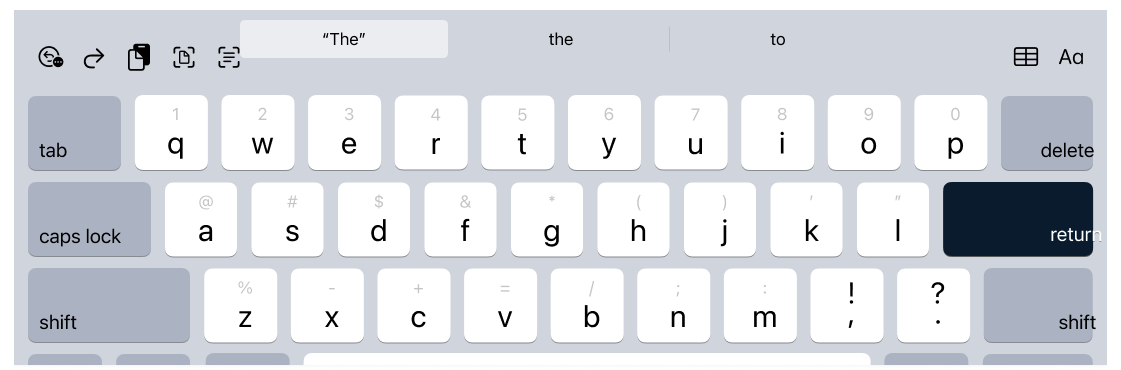 “The” the to Aa
1 2 3 4 5 6 7 8 9 0
tab q w e r t y u i o p delete
@ # $ & * ( ) ' "
caps lock a s d f g h j k l return
% - + = / ; : ! ?
shift z x c v b n m , . shift